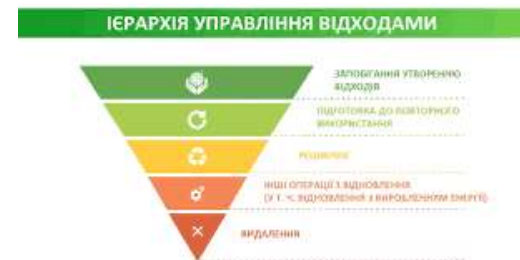 ІЄРАРХІЯ УПРАВЛІННЯ ВІДХОДАМИ
ЗАПОБІГАННЯ УТВОРЕННЮ
ВІДХОДІВ
ПІДГОТОВКА ДО ПОВТОРНОГО
ВИКОРИСТАННЯ
РЕЦИКЛІНГ
ІНШІ ОПЕРАЦІЇ З ВІДНОВЛЕННЯ
(У Т. Ч. ВІДНОВЛЕННЯ З ВИРОБЛЕННЯМ ЕНЕРГІЇ)
ВИДАЛЕННЯ